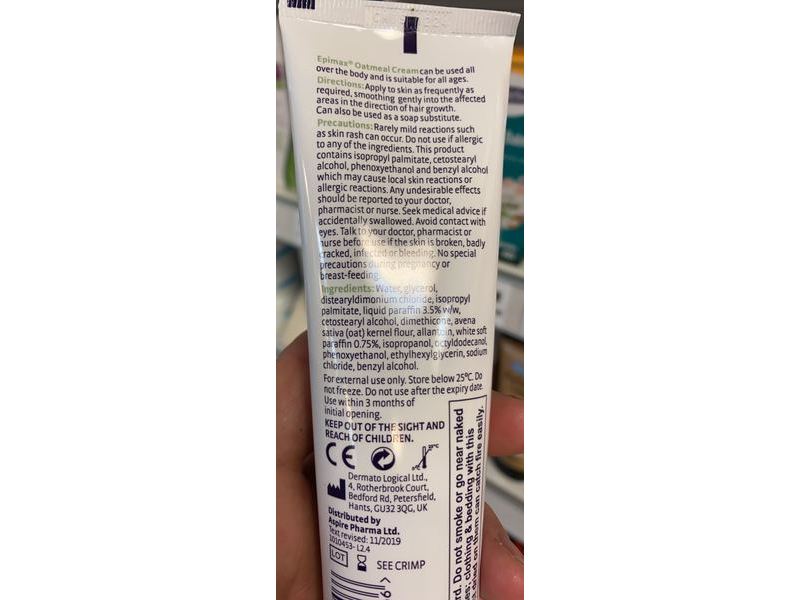 Epimax® Oatmeal Cream can be used all
over the body and is suitable for all ages.
Directions: Apply to skin as frequently as
required, smoothing gently into the affected
areas in the direction of hair growth.
Can also be used as a soap substitute.
Precautions: Rarely mild reactions such
as skin rash can occur. Do not use if allergic
to any of the ingredients. This product
contains isopropyl palmitate, cetostearyl
alcohol, phenoxyethanol and benzyl alcohol
which may cause local skin reactions or
allergic reactions. Any undesirable effects
should be reported to your doctor,
pharmacist or nurse. Seek medical advice if
accidentally swallowed. Avoid contact with
eyes. Talk to your doctor, pharmacist or
nurse before use if the skin is broken, badly
cracked, infected or bleeding. No special
precautions during pregnancy or
breast-feeding.
Ingredients: Water, glycerol,
distearyldimonium chloride, isopropyl
palmitate, liquid paraffin 3.5% w/w,
cetostearyl alcohol, dimethicone, avena
sativa (oat) kernel flour, allantoin, white soft
paraffin 0.75%, isopropanol, octyldodecanol,
phenoxyethanol, ethylhexylglycerin, sodium
chloride, benzyl alcohol.
For external use only. Store below 25°C. Do
not freeze. Do not use after the expiry date.
Use within 3 months of
initial opening.
KEEP OUT OF THE SIGHT AND
REACH OF CHILDREN.
CE
25°C
Dermato Logical Ltd.,
4, Rotherbrook Court,
Bedford Rd, Petersfield,
Hants, GU32 3QG, UK
Distributed by
Aspire Pharma Ltd.
Text revised: 11/2019
1010453- L2.4
LOT
SEE CRIMP
Do not smoke or go near naked
clothing & bedding with this
dried on them can catch fire easily.